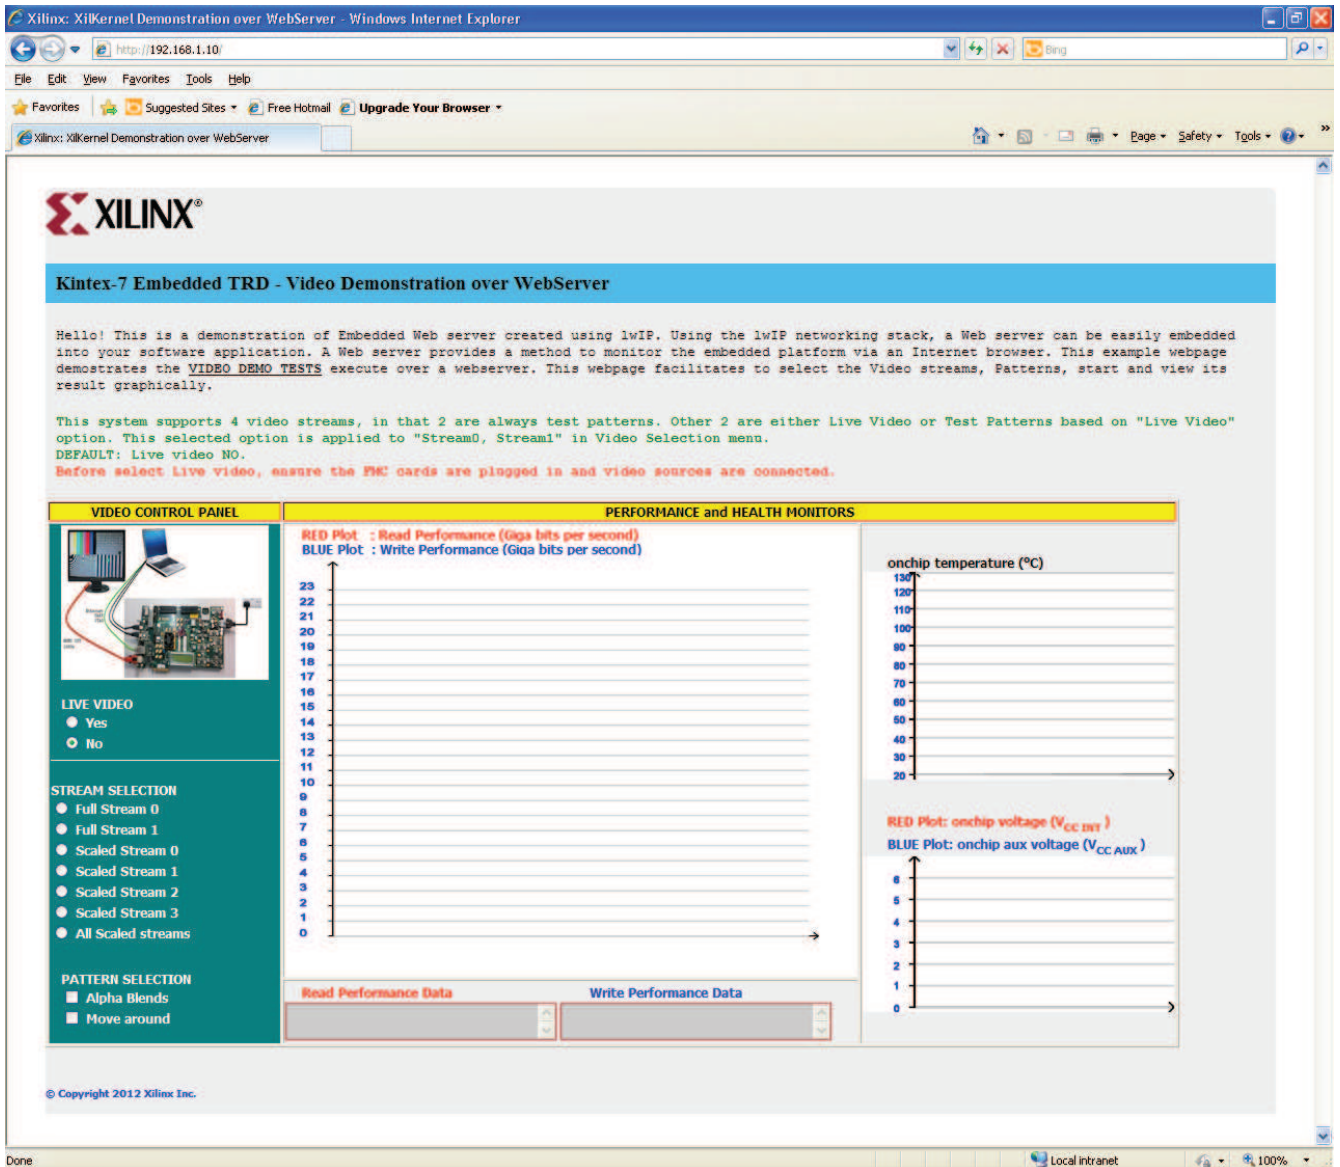 Xilinx: XilKernel Demonstration over WebServer - Windows Internet Explorer
http://192.168.1.10/
Bing
File Edit View Favorites Tools Help
Favorites Suggested Sites Free Hotmail Upgrade Your Browser
Xilinx: XilKernel Demonstration over WebServer
Page Safety Tools
XILINX®
Kintex-7 Embedded TRD - Video Demonstration over WebServer
Hello! This is a demonstration of Embedded Web server created using lwIP. Using the lwIP networking stack, a Web server can be easily embedded
into your software application. A Web server provides a method to monitor the embedded platform via an Internet browser. This example webpage
demostrates the VIDEO DEMO TESTS execute over a webserver. This webpage facilitates to select the Video streams, Patterns, start and view its
result graphically.
This system supports 4 video streams, in that 2 are always test patterns. Other 2 are either Live Video or Test Patterns based on "Live Video"
option. This selected option is applied to "Stream0, Stream1" in Video Selection menu.
DEFAULT: Live video NO.
Before select Live video, ensure the FMC cards are plugged in and video sources are connected.
VIDEO CONTROL PANEL
LIVE VIDEO
Yes
No
STREAM SELECTION
Full Stream 0
Full Stream 1
Scaled Stream 0
Scaled Stream 1
Scaled Stream 2
Scaled Stream 3
All Scaled streams
PATTERN SELECTION
Alpha Blends
Move around
PERFORMANCE and HEALTH MONITORS
RED Plot : Read Performance (Giga bits per second)
BLUE Plot : Write Performance (Giga bits per second)
23
22
21
20
19
18
17
16
15
14
13
12
11
10
9
8
7
6
5
4
3
2
1
0
Read Performance Data
Write Performance Data
onchip temperature (°C)
130
120
110
100
90
80
70
60
50
40
30
20
RED Plot: onchip voltage (VCC INT )
BLUE Plot: onchip aux voltage (VCC AUX )
6
5
4
3
2
1
0
© Copyright 2012 Xilinx Inc.
Done
Local intranet
100%